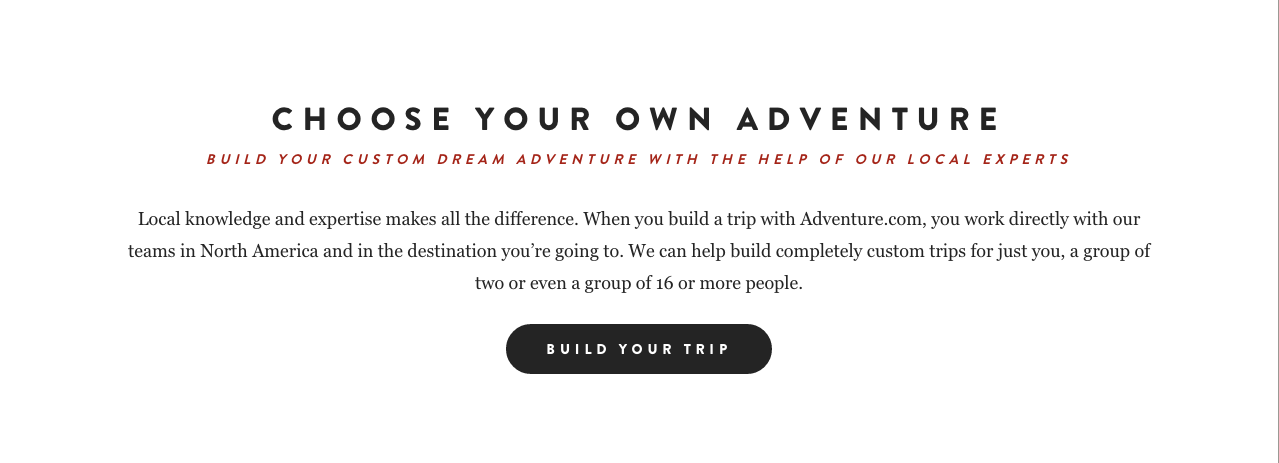 CHOOSE YOUR OWN ADVENTURE
BUILD YOUR CUSTOM DREAM ADVENTURE WITH THE HELP OF OUR LOCAL EXPERTS
Local knowledge and expertise makes all the difference. When you build a trip with Adventure.com, you work directly with our
teams in North America and in the destination you’re going to. We can help build completely custom trips for just you, a group of
two or even a group of 16 or more people.
BUILD YOUR TRIP